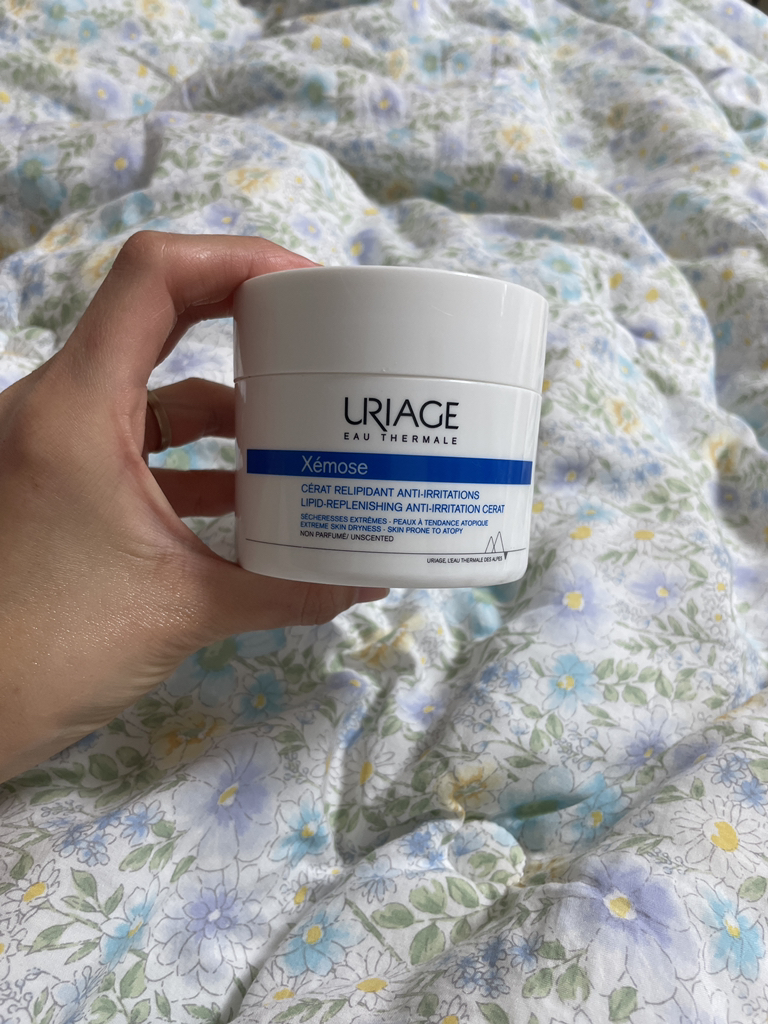 URIAGE
EAU THERMALE
Xémose
CÉRAT RELIPIDANT ANTI-IRRITATIONS
LIPID-REPLENISHING ANTI-IRRITATION CERAT
SÉCHERESSES EXTRÊMES - PEAUX À TENDANCE ATOPIQUE
EXTREME SKIN DRYNESS - SKIN PRONE TO ATOPY
NON PARFUMÉ/ UNSCENTED
URIAGE, L'EAU THERMALE DES ALPES